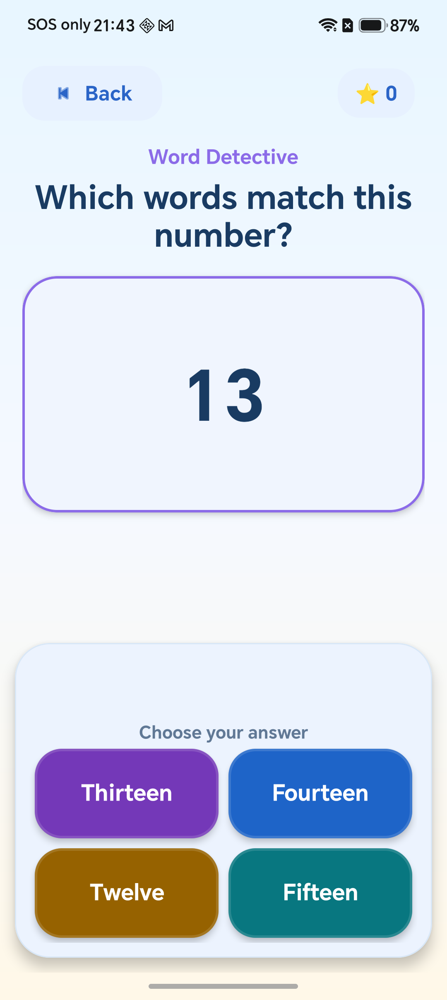 SOS only 21:43 87%
Back
0
Word Detective
Which words match this
number?
13
Choose your answer
Thirteen Fourteen
Twelve Fifteen